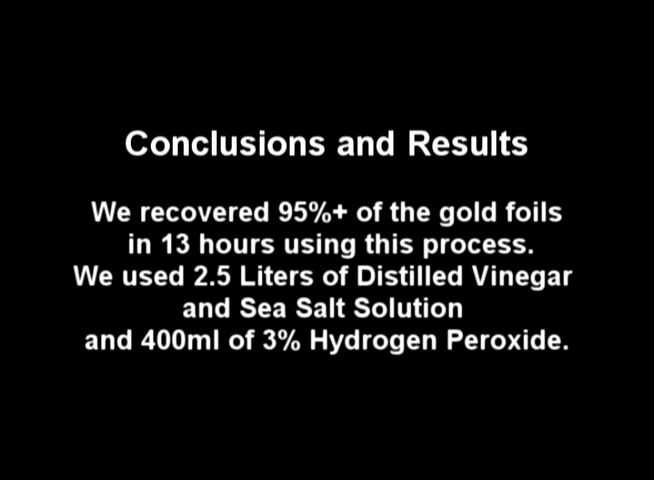 Conclusions and Results
We recovered 95%+ of the gold foils
in 13 hours using this process.
We used 2.5 Liters of Distilled Vinegar
and Sea Salt Solution
and 400ml of 3% Hydrogen Peroxide.